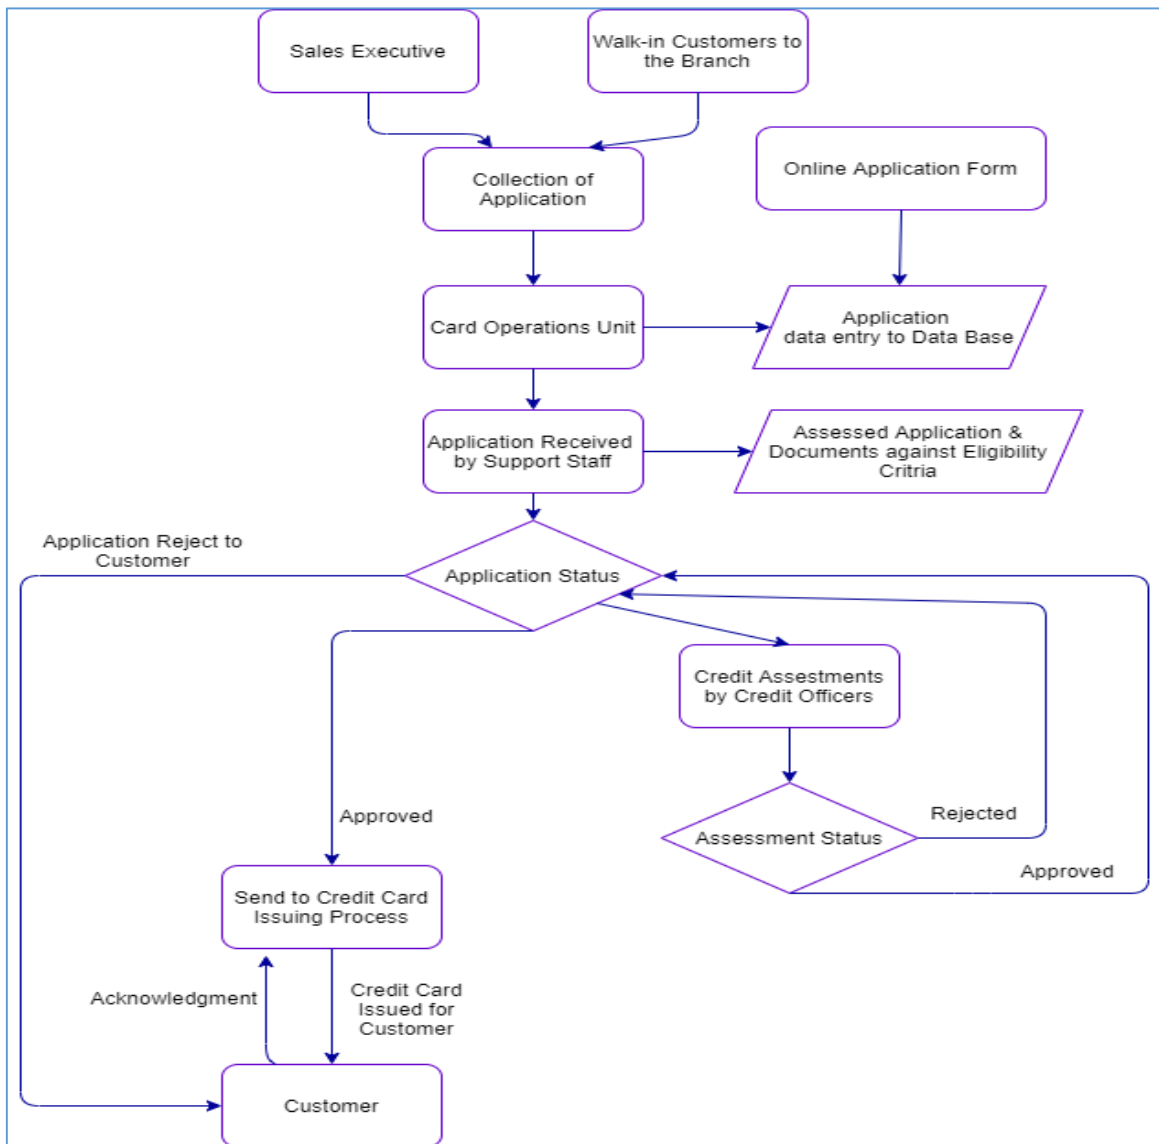 Sales Executive
Walk-in Customers to
the Branch
Collection of
Application
Online Application Form
Card Operations Unit
Application
data entry to Data Base
Application Received
by Support Staff
Assessed Application &
Documents against Eligibility
Critria
Application Reject to
Customer
Application Status
Credit Assestments
by Credit Officers
Approved
Assessment Status
Rejected
Approved
Send to Credit Card
Issuing Process
Acknowledgment
Credit Card
Issued for
Customer
Customer